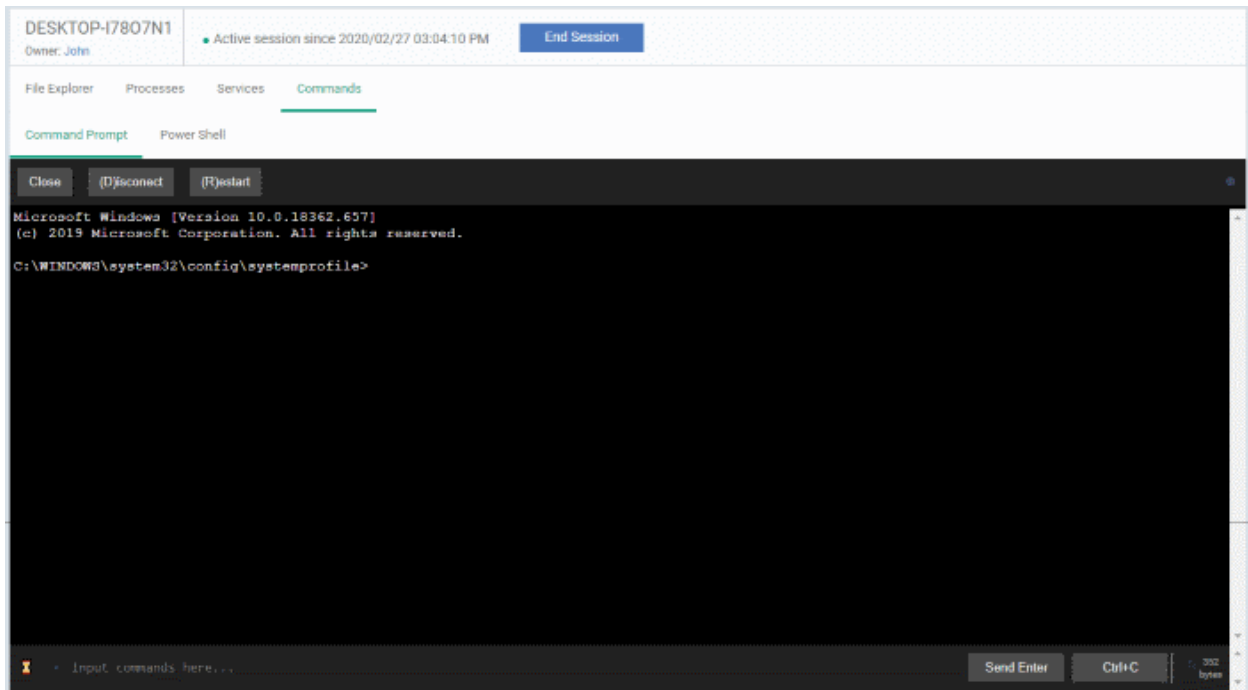 DESKTOP-I78O7N1
Owner: John
Active session since 2020/02/27 03:04:10 PM
End Session
File Explorer Processes Services Commands
Command Prompt Power Shell
Close (D)isconect (R)estart
Microsoft Windows [Version 10.0.18362.657]
(c) 2019 Microsoft Corporation. All rights reserved.
C:\WINDOWS\system32\config\systemprofile>
Input commands here... Send Enter Ctrl+C 352
bytes